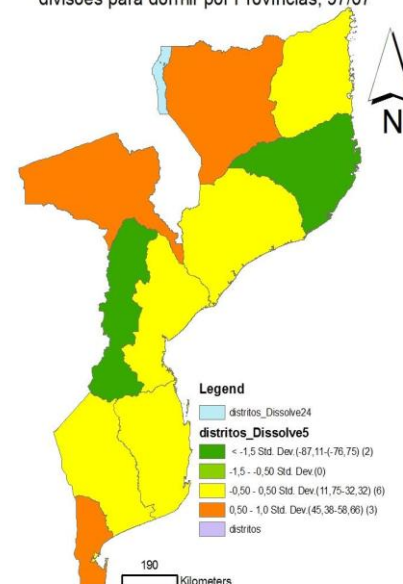 divisões para dormir por Províncias, 97/07
N
Legend
distritos_Dissolve24
distritos_Dissolve5
< -1,5 Std. Dev.(-87,11-(-76,75) (2)
-1,5 - -0,50 Std. Dev.(0)
-0,50 - 0,50 Std. Dev.(11,75-32,32) (6)
0,50 - 1,0 Std. Dev.(45,38-58,66) (3)
distritos
190
Kilometers